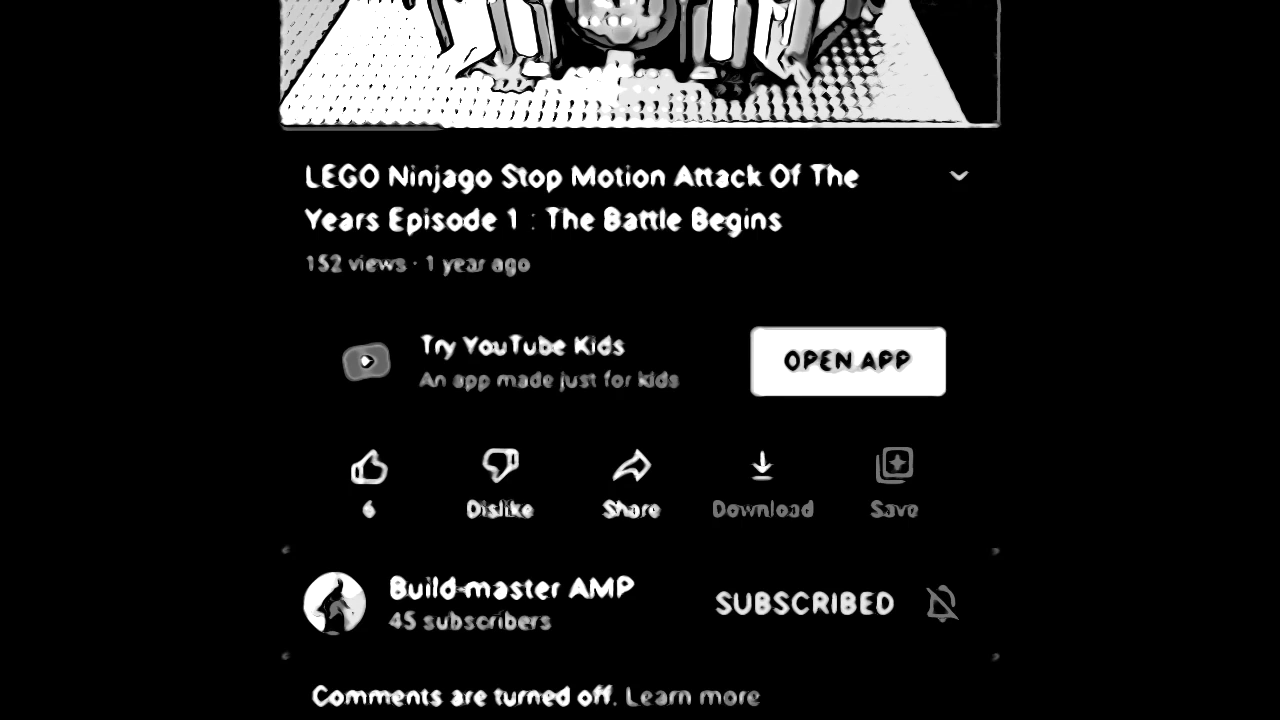 LEGO Ninjago Stop Motion Attack Of The
Years Episode 1 : The Battle Begins
152 views · 1 year ago
Try YouTube Kids
An app made just for kids
OPEN APP
6
Dislike
Share
Download
Save
Build-master AMP
45 subscribers
SUBSCRIBED
Comments are turned off. Learn more